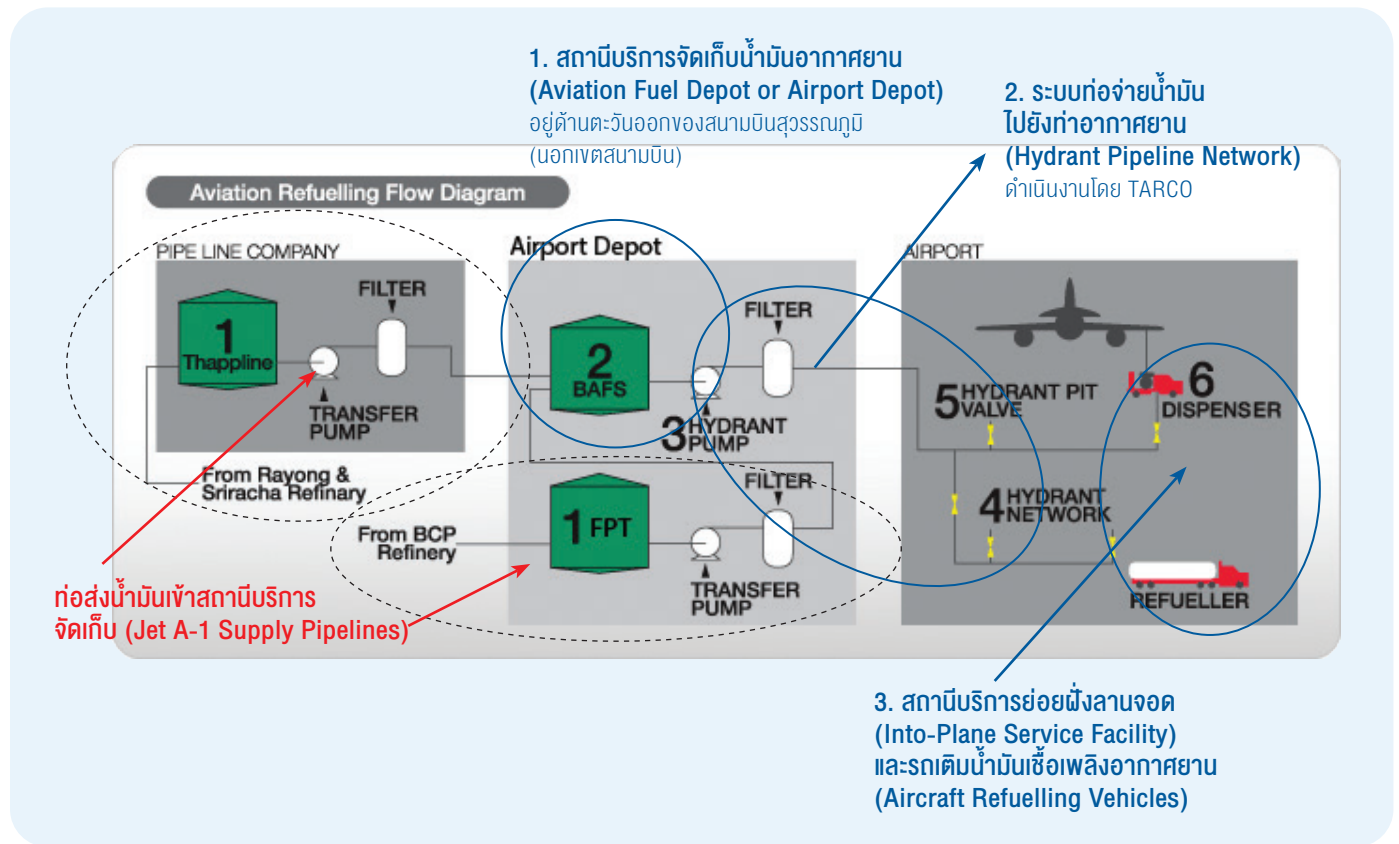 1. สถานีบริการจัดเก็บน้ำมันอากาศยาน
(Aviation Fuel Depot or Airport Depot)
อยู่ด้านตะวันออกของสนามบินสุวรรณภูมิ
(นอกเขตสนามบิน)
2. ระบบท่อจ่ายน้ำมัน
ไปยังท่าอากาศยาน
(Hydrant Pipeline Network)
ดำเนินงานโดย TARCO
Aviation Refuelling Flow Diagram
PIPE LINE COMPANY
1
Thappline
FILTER
TRANSFER
PUMP
From Rayong &
Sriracha Refinary
Airport Depot
2
BAFS
FILTER
3 HYDRANT
PUMP
From BCP
Refinery
1 FPT
FILTER
TRANSFER
PUMP
AIRPORT
5 HYDRANT PIT
VALVE
6
DISPENSER
4 HYDRANT
NETWORK
REFUELLER
ท่อส่งน้ำมันเข้าสถานีบริการ
จัดเก็บ (Jet A-1 Supply Pipelines)
3. สถานีบริการย่อยฝั่งลานจอด
(Into-Plane Service Facility)
และรถเติมน้ำมันเชื้อเพลิงอากาศยาน
(Aircraft Refuelling Vehicles)